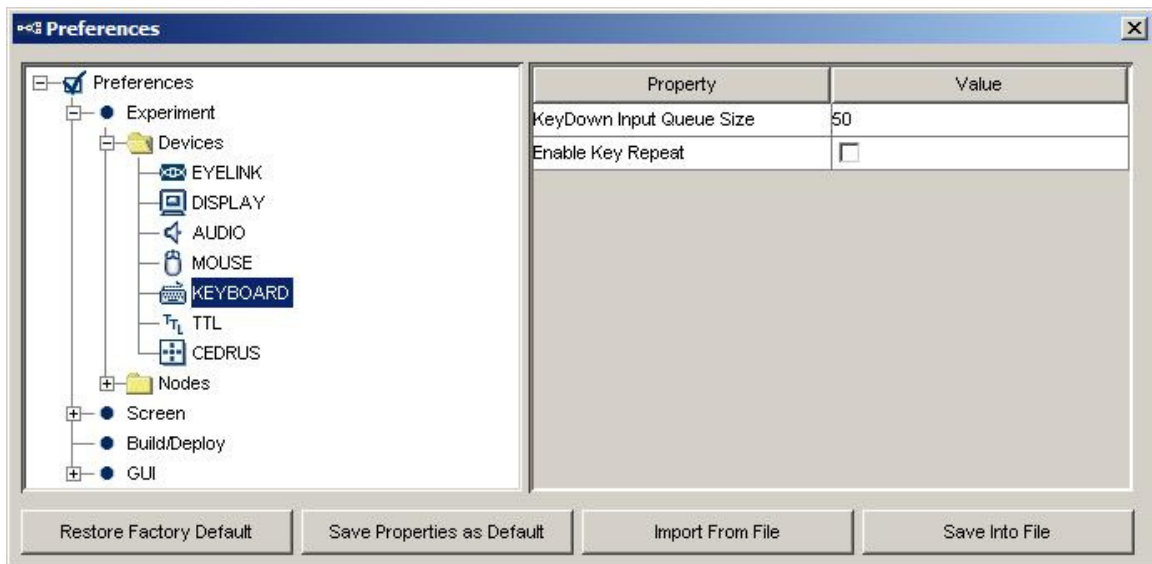 Preferences
Preferences
Experiment
Devices
EYELINK
DISPLAY
AUDIO
MOUSE
KEYBOARD
TTL TTL
CEDRUS
Nodes
Screen
Build/Deploy
GUI
Property Value
KeyDown Input Queue Size 50
Enable Key Repeat
Restore Factory Default Save Properties as Default Import From File Save Into File